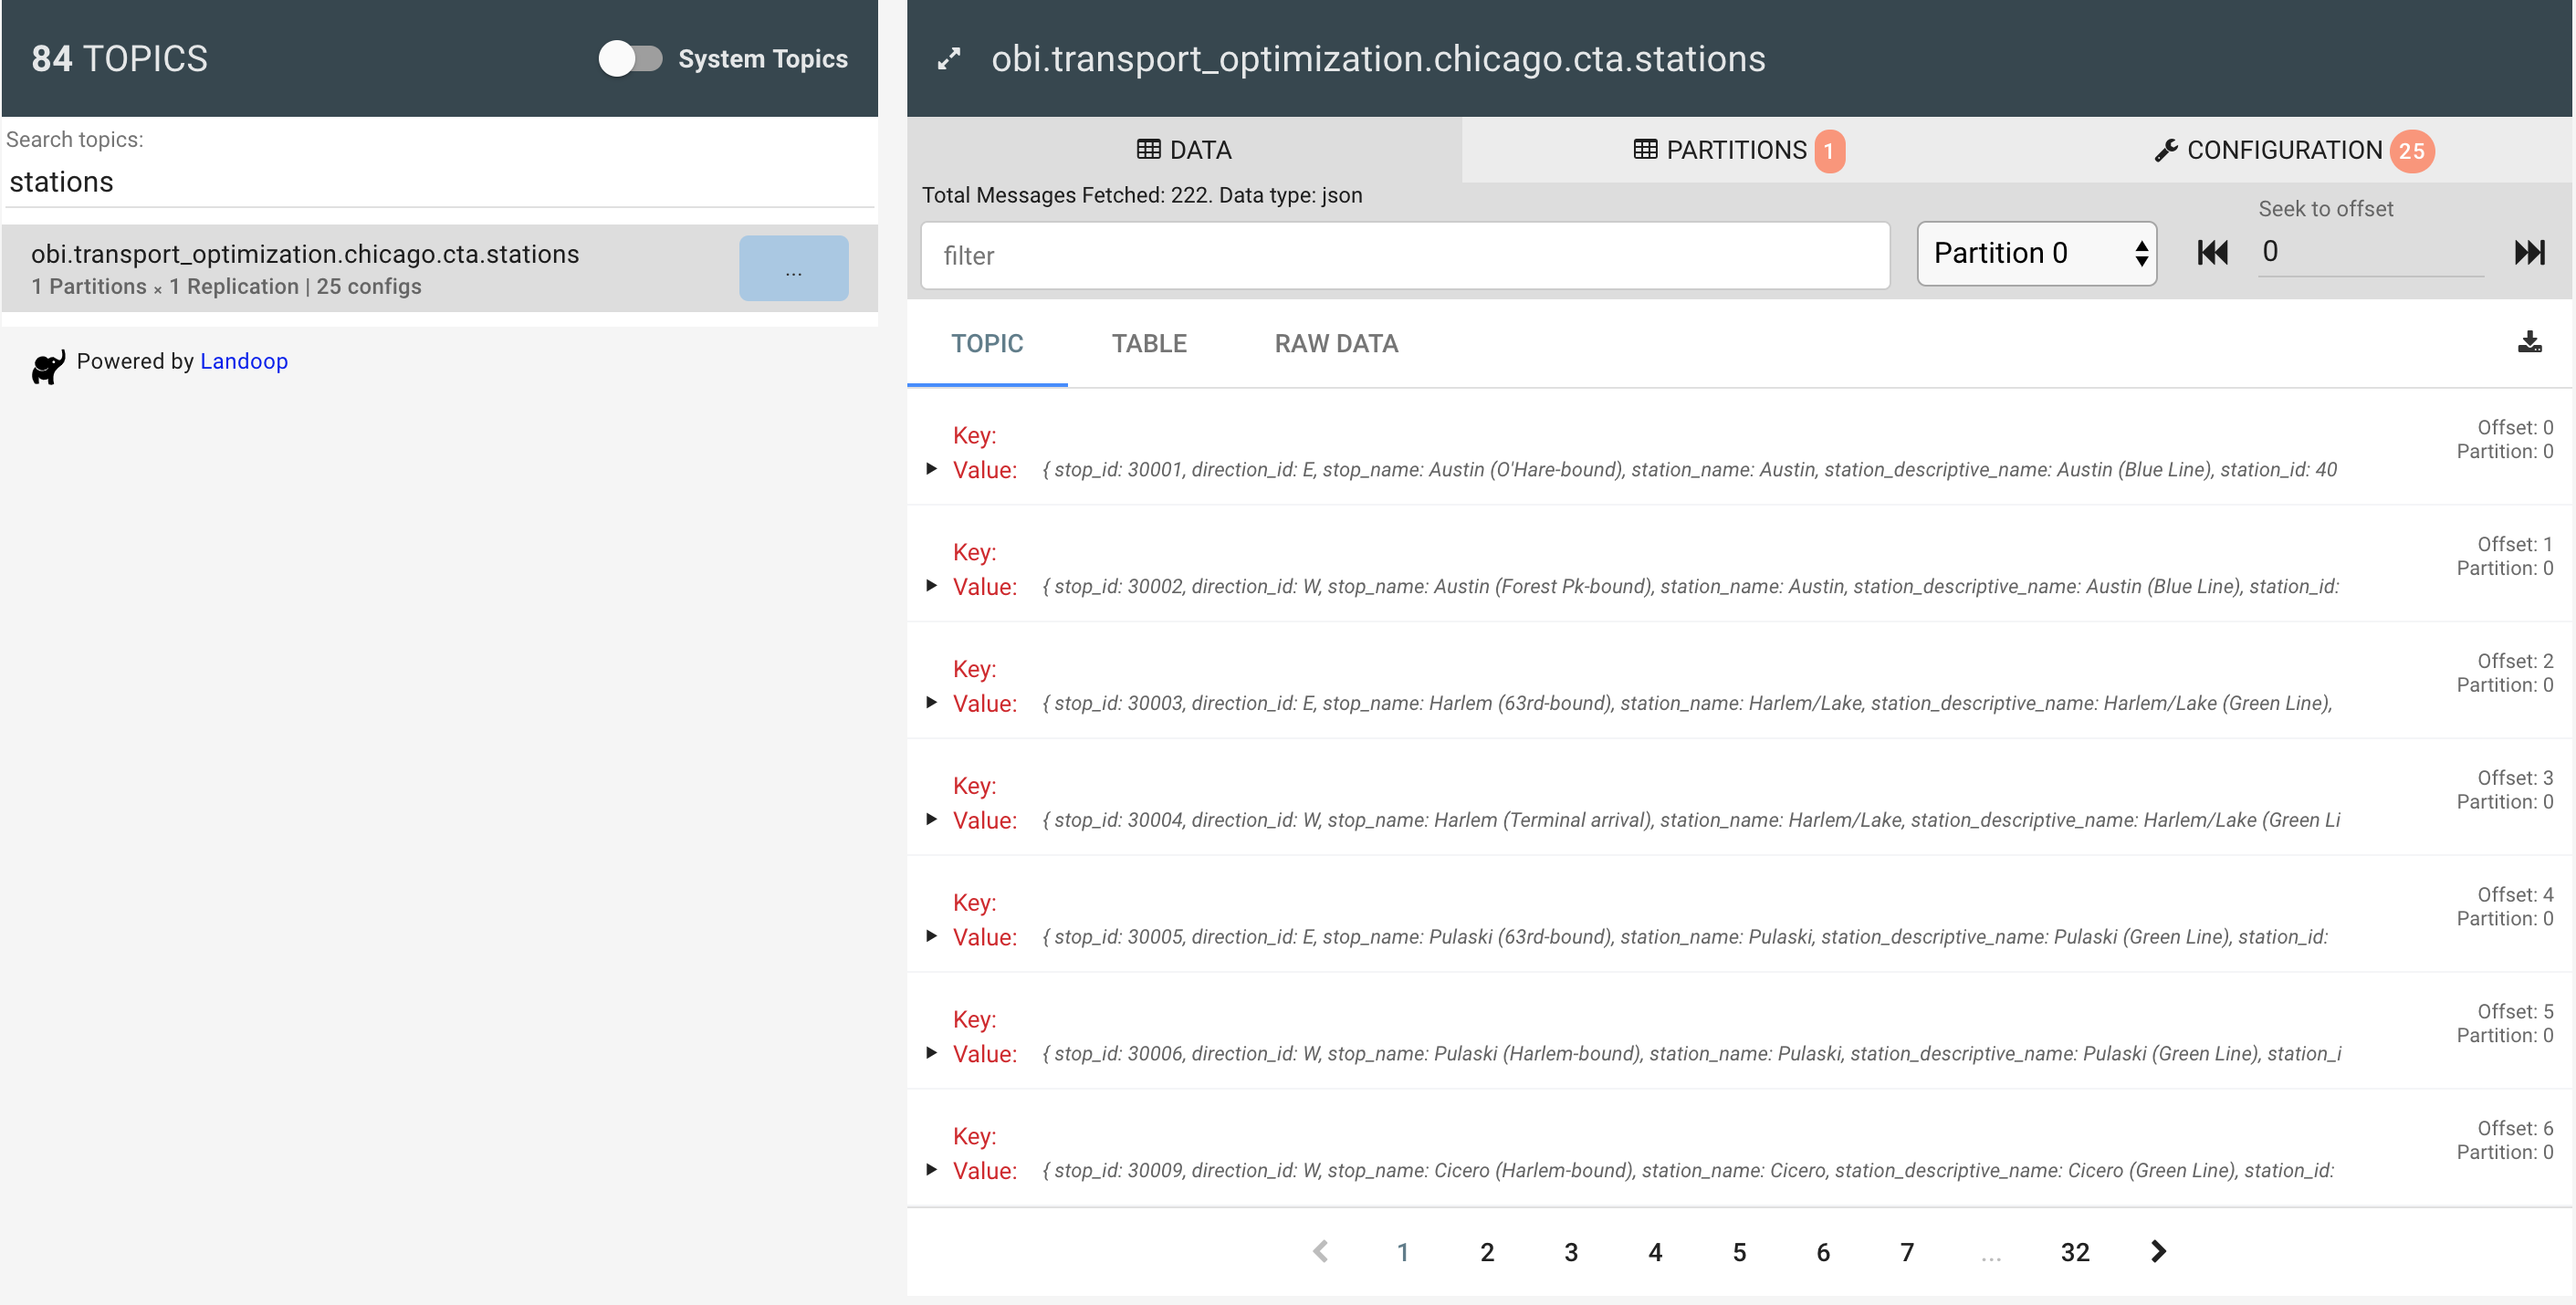 84 TOPICS
System Topics
Search topics:
stations
obi.transport_optimization.chicago.cta.stations
1 Partitions × 1 Replication | 25 configs
...
Powered by Landoop
obi.transport_optimization.chicago.cta.stations
DATA
PARTITIONS 1
CONFIGURATION 25
Total Messages Fetched: 222. Data type: json
filter
Partition 0
Seek to offset
0
TOPIC
TABLE
RAW DATA
Key:
Value: { stop_id: 30001, direction_id: E, stop_name: Austin (O'Hare-bound), station_name: Austin, station_descriptive_name: Austin (Blue Line), station_id: 40
Offset: 0
Partition: 0
Key:
Value: { stop_id: 30002, direction_id: W, stop_name: Austin (Forest Pk-bound), station_name: Austin, station_descriptive_name: Austin (Blue Line), station_id:
Offset: 1
Partition: 0
Key:
Value: { stop_id: 30003, direction_id: E, stop_name: Harlem (63rd-bound), station_name: Harlem/Lake, station_descriptive_name: Harlem/Lake (Green Line),
Offset: 2
Partition: 0
Key:
Value: { stop_id: 30004, direction_id: W, stop_name: Harlem (Terminal arrival), station_name: Harlem/Lake, station_descriptive_name: Harlem/Lake (Green Li
Offset: 3
Partition: 0
Key:
Value: { stop_id: 30005, direction_id: E, stop_name: Pulaski (63rd-bound), station_name: Pulaski, station_descriptive_name: Pulaski (Green Line), station_id:
Offset: 4
Partition: 0
Key:
Value: { stop_id: 30006, direction_id: W, stop_name: Pulaski (Harlem-bound), station_name: Pulaski, station_descriptive_name: Pulaski (Green Line), station_i
Offset: 5
Partition: 0
Key:
Value: { stop_id: 30009, direction_id: W, stop_name: Cicero (Harlem-bound), station_name: Cicero, station_descriptive_name: Cicero (Green Line), station_id:
Offset: 6
Partition: 0
1 2 3 4 5 6 7 ... 32